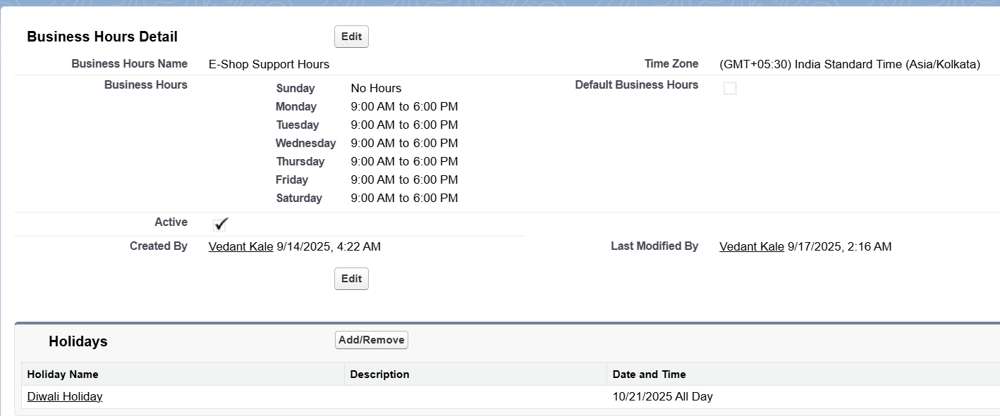 Business Hours Detail Edit
Business Hours Name E-Shop Support Hours Time Zone (GMT+05:30) India Standard Time (Asia/Kolkata)
Business Hours Default Business Hours
Sunday No Hours
Monday 9:00 AM to 6:00 PM
Tuesday 9:00 AM to 6:00 PM
Wednesday 9:00 AM to 6:00 PM
Thursday 9:00 AM to 6:00 PM
Friday 9:00 AM to 6:00 PM
Saturday 9:00 AM to 6:00 PM
Active
Created By Vedant Kale 9/14/2025, 4:22 AM Last Modified By Vedant Kale 9/17/2025, 2:16 AM
Edit
Holidays Add/Remove
Holiday Name Description Date and Time
Diwali Holiday 10/21/2025 All Day